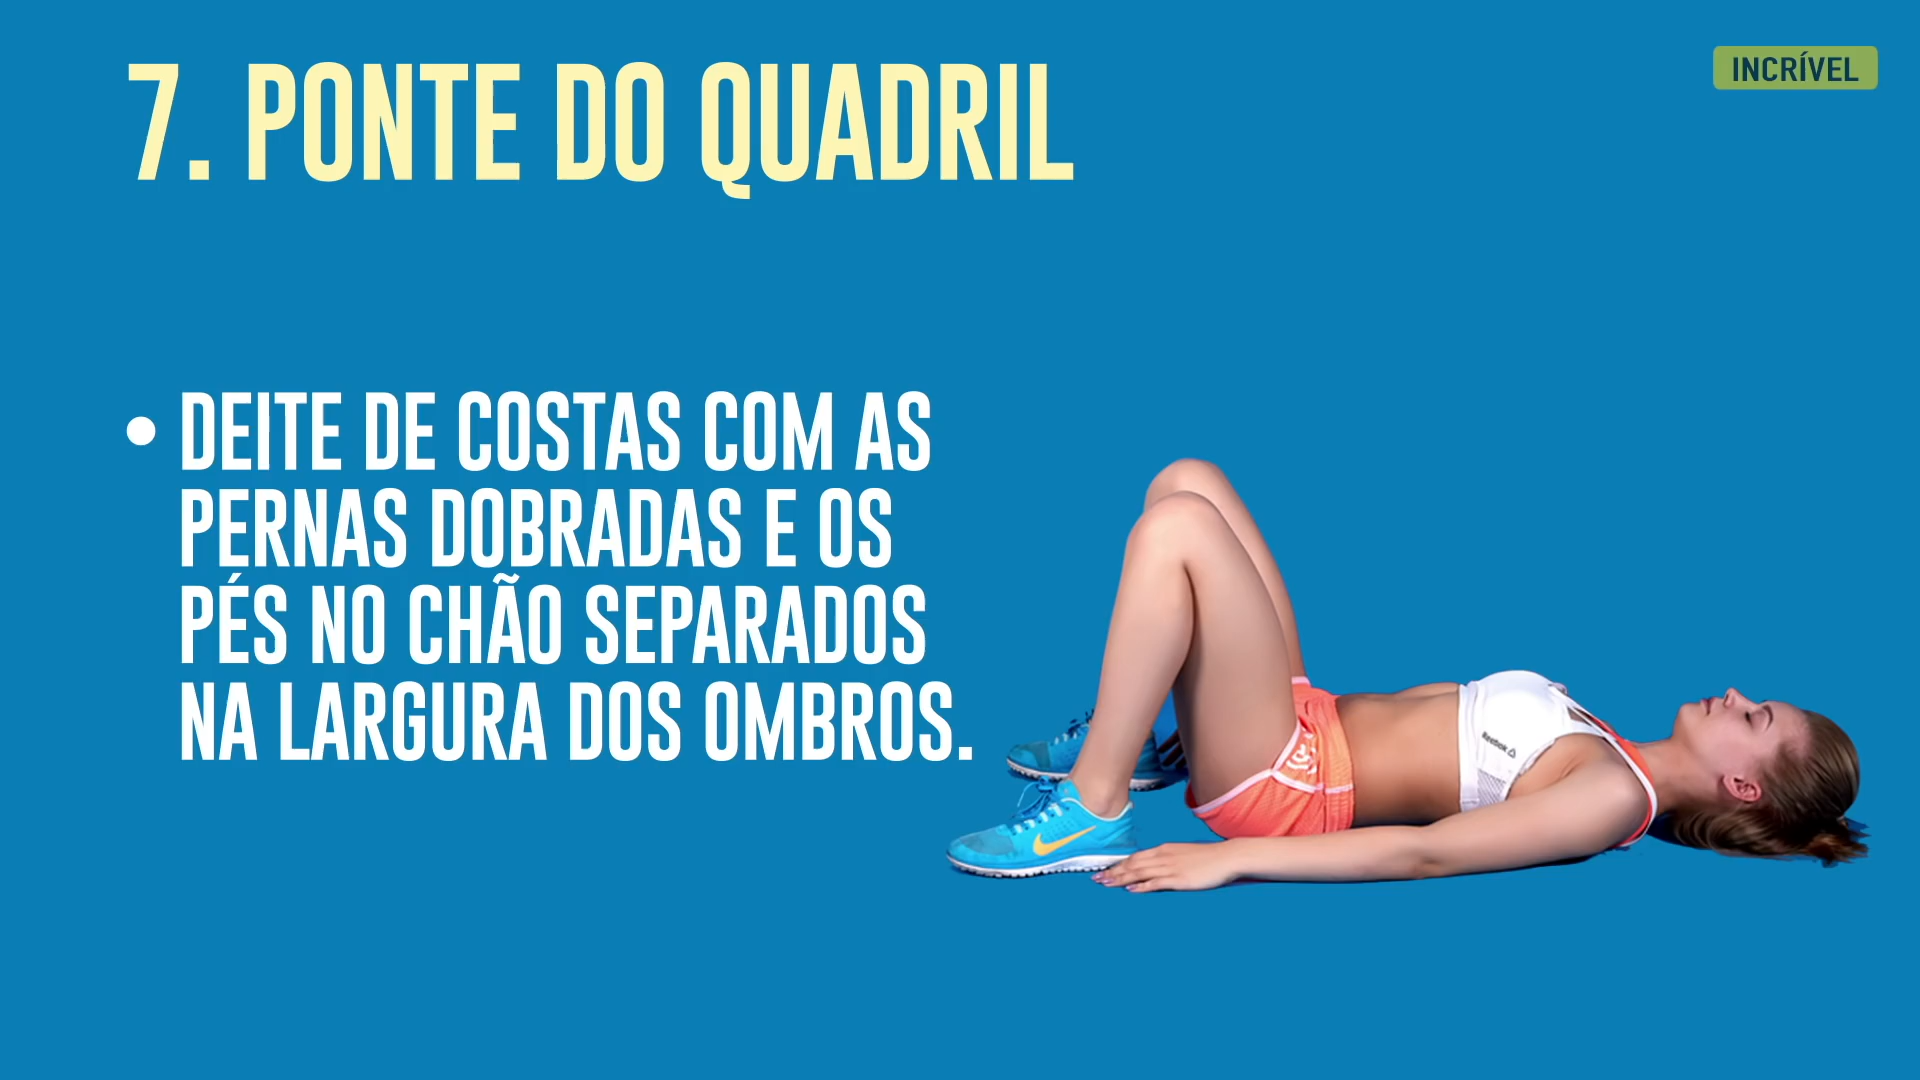 7. PONTE DO QUADRIL
INCRÍVEL
• DEITE DE COSTAS COM AS
PERNAS DOBRADAS E OS
PÉS NO CHÃO SEPARADOS
NA LARGURA DOS OMBROS.
Reebok